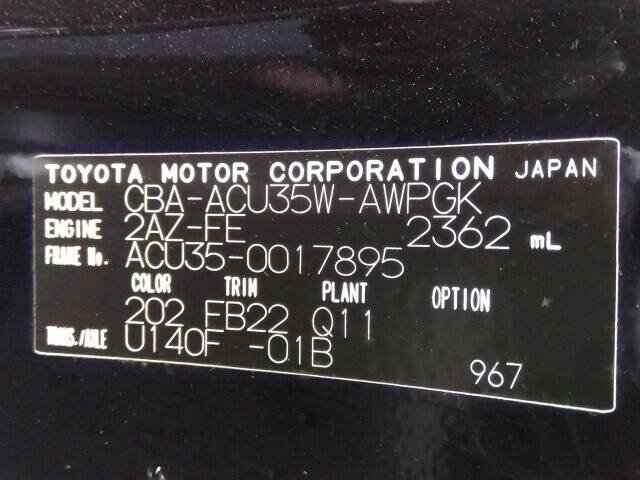 TOYOTA MOTOR CORPORATION JAPAN
MODEL CBA-ACU35W-AWPGK
ENGINE 2AZ-FE 2362 mL
FRAME No. ACU35-0017895
COLOR TRIM PLANT OPTION
202 FB22 Q11
TRANS./AXLE U140F -01B
967